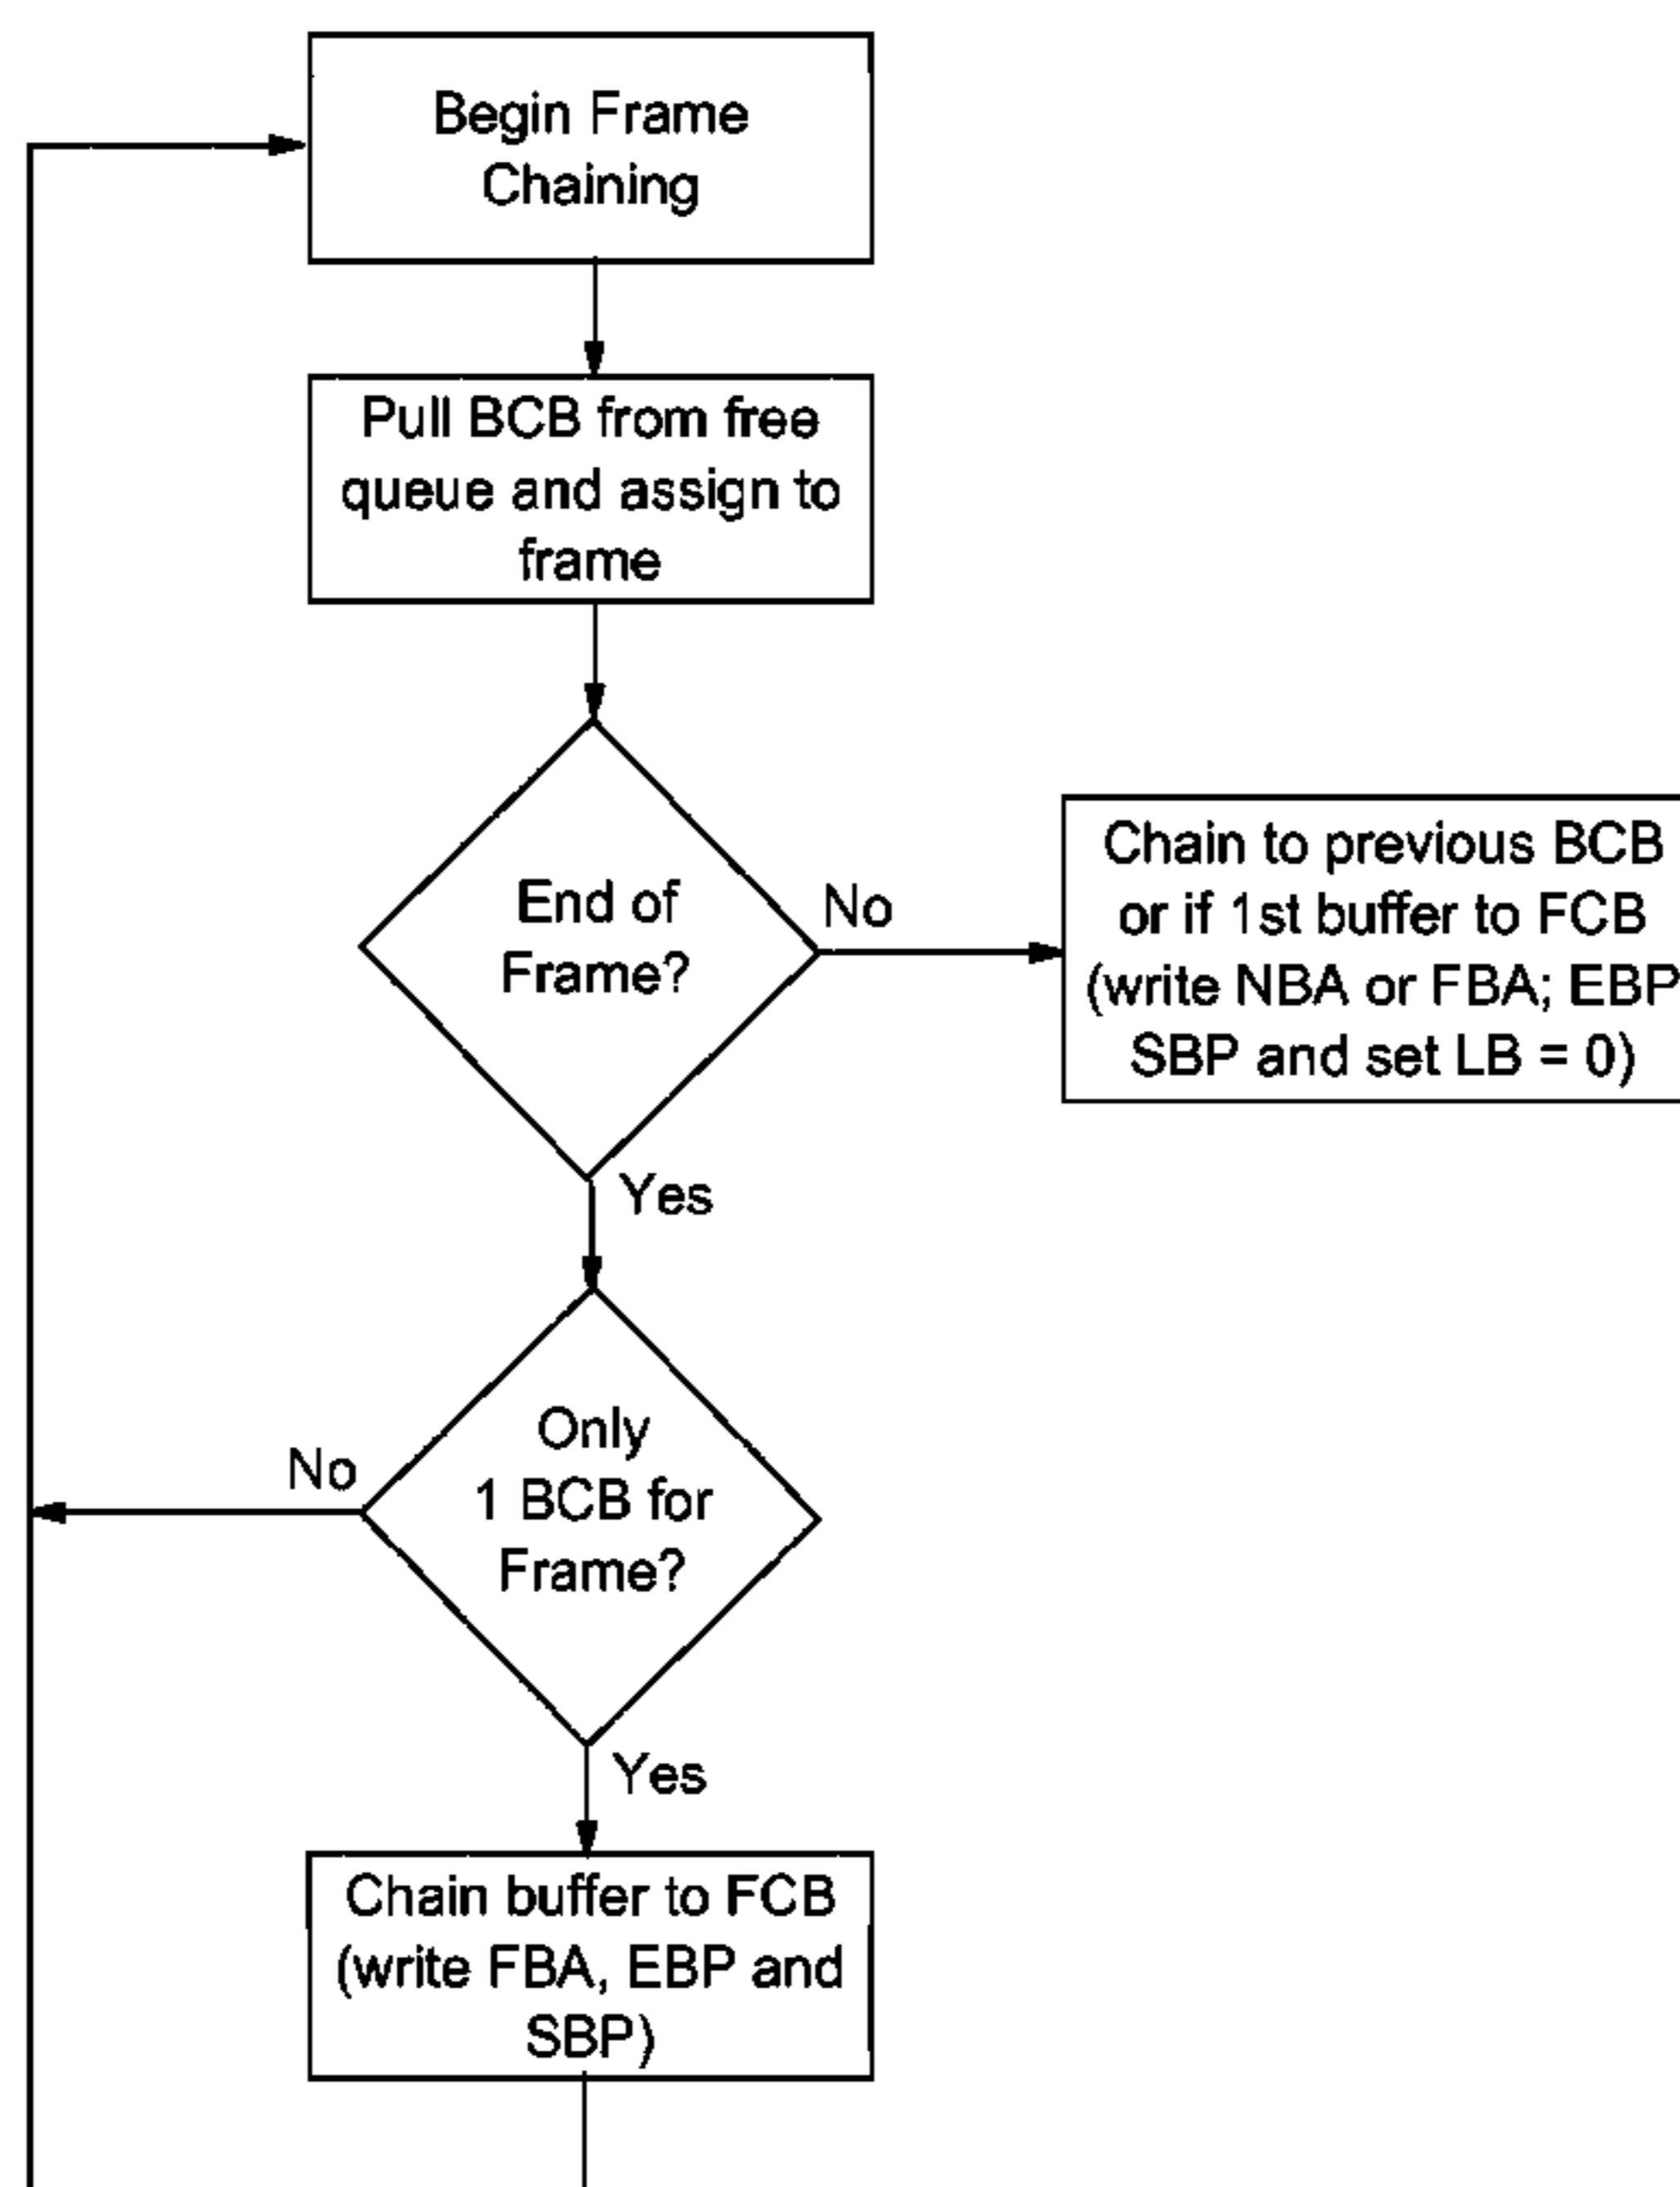 Begin Frame
Chaining
Pull BCB from free
queue and assign to
frame
End of
Frame?
No
Chain to previous BCB
or if 1st buffer to FCB
(write NBA or FBA; EBP
SBP and set LB = 0)
Yes
Only
1 BCB for
Frame?
No
Yes
Chain buffer to FCB
(write FBA, EBP and
SBP)